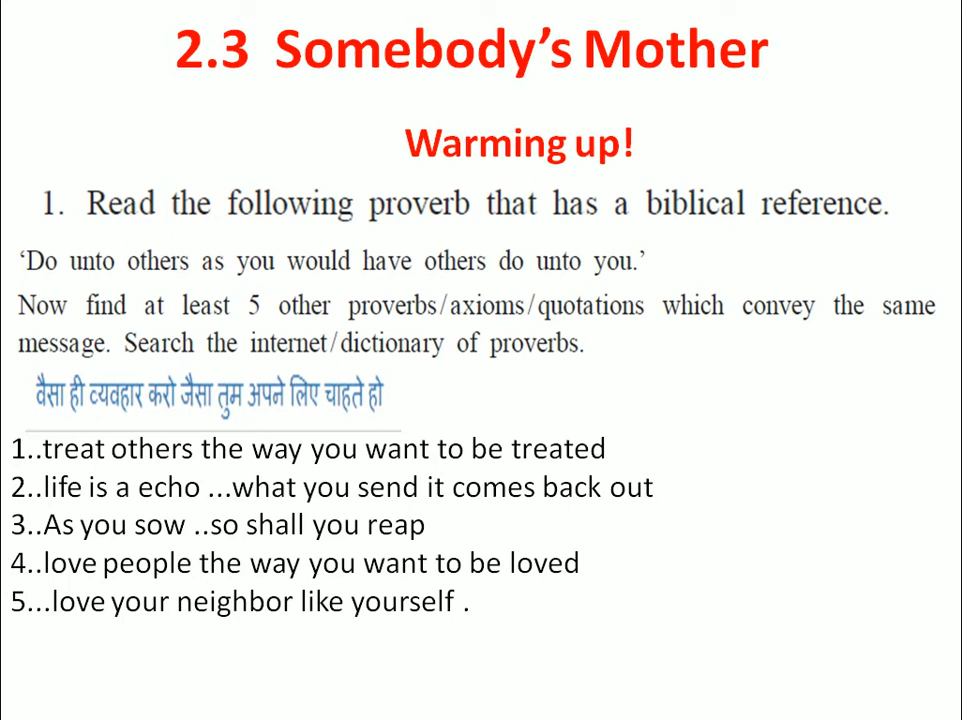 2.3 Somebody’s Mother
Warming up!
1. Read the following proverb that has a biblical reference.
‘Do unto others as you would have others do unto you.’
Now find at least 5 other proverbs/axioms/quotations which convey the same
message. Search the internet/dictionary of proverbs.
वैसा ही व्यवहार करो जैसा तुम अपने लिए चाहते हो
1..treat others the way you want to be treated
2..life is a echo ...what you send it comes back out
3..As you sow ..so shall you reap
4..love people the way you want to be loved
5...love your neighbor like yourself .